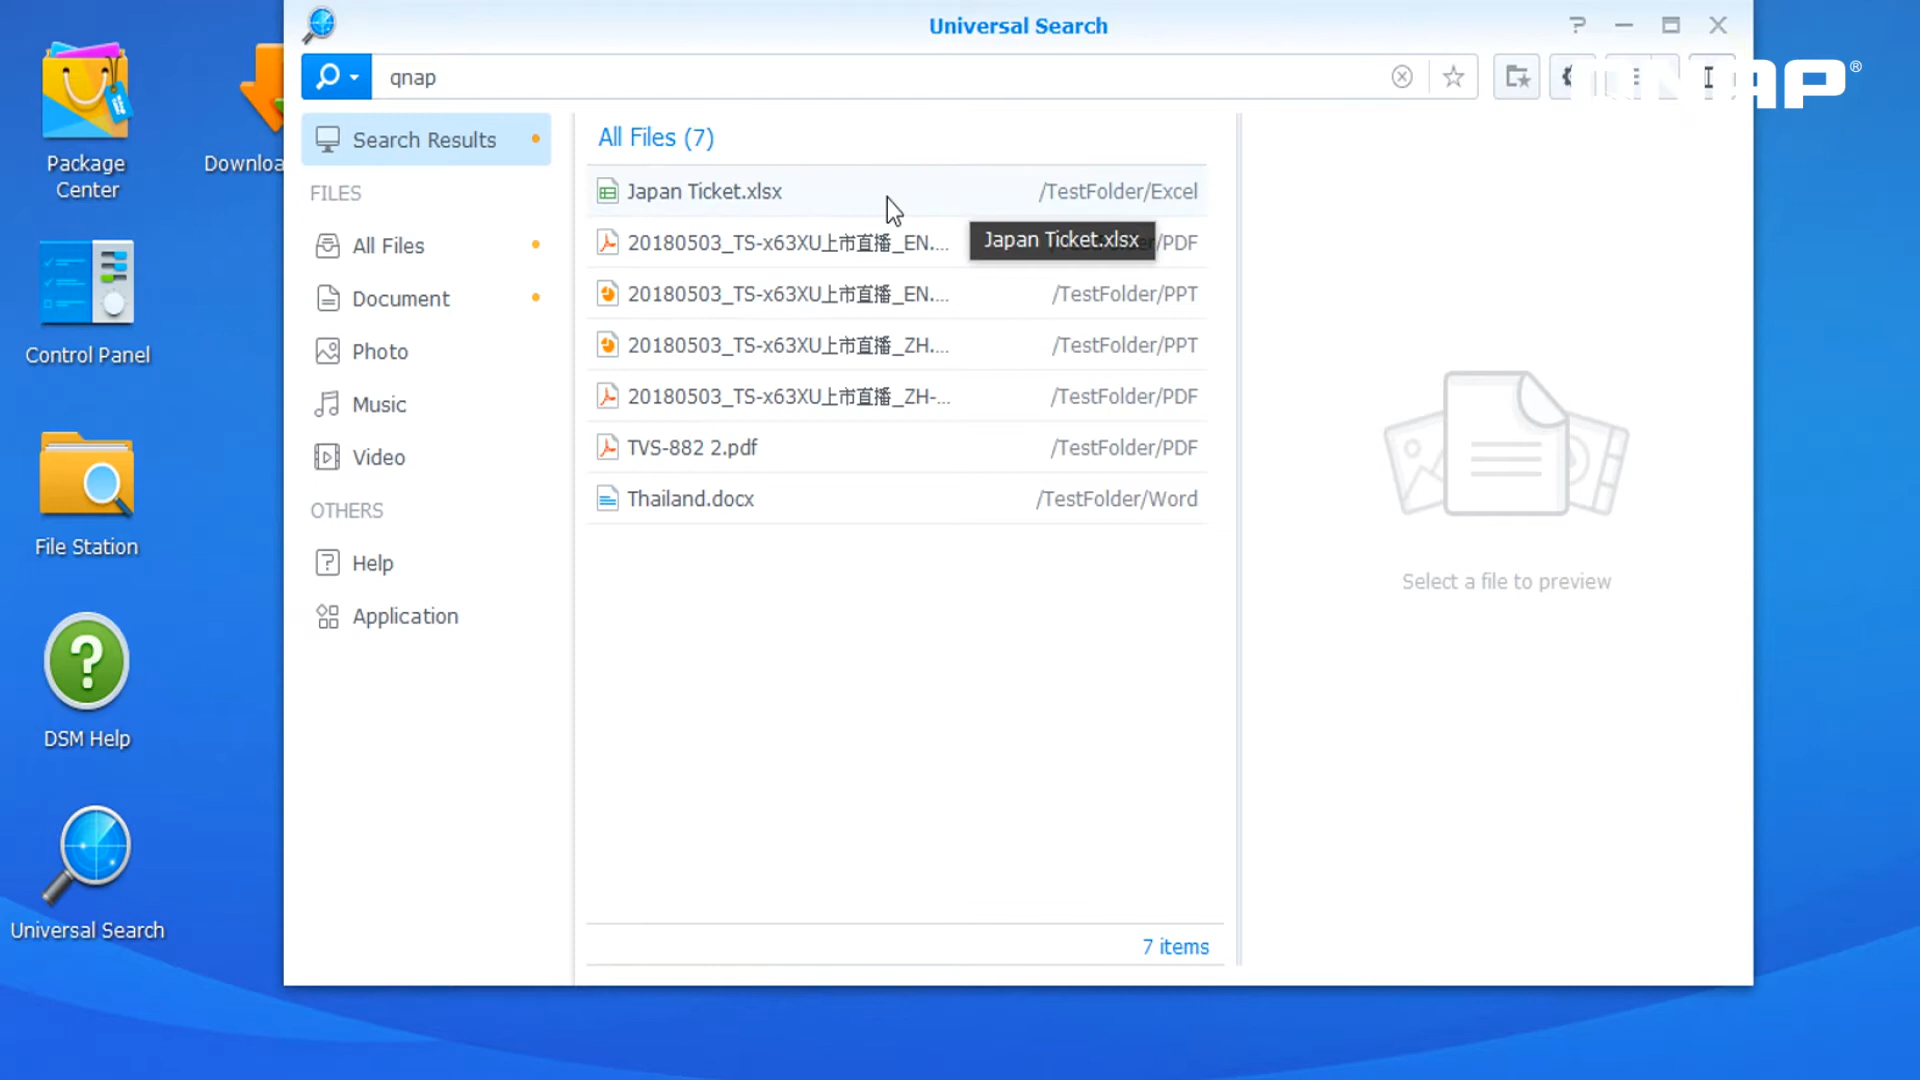 Universal Search
qnap
QNAP®
Package
Center
Downloa
Control Panel
File Station
DSM Help
Universal Search
Search Results
FILES
All Files
Document
Photo
Music
Video
OTHERS
Help
Application
All Files (7)
Japan Ticket.xlsx /TestFolder/Excel
Japan Ticket.xlsx
20180503_TS-x63XU上市直播_EN.... /PDF
20180503_TS-x63XU上市直播_EN.... /TestFolder/PPT
20180503_TS-x63XU上市直播_ZH.... /TestFolder/PPT
20180503_TS-x63XU上市直播_ZH-... /TestFolder/PDF
TVS-882 2.pdf /TestFolder/PDF
Thailand.docx /TestFolder/Word
7 items
Select a file to preview